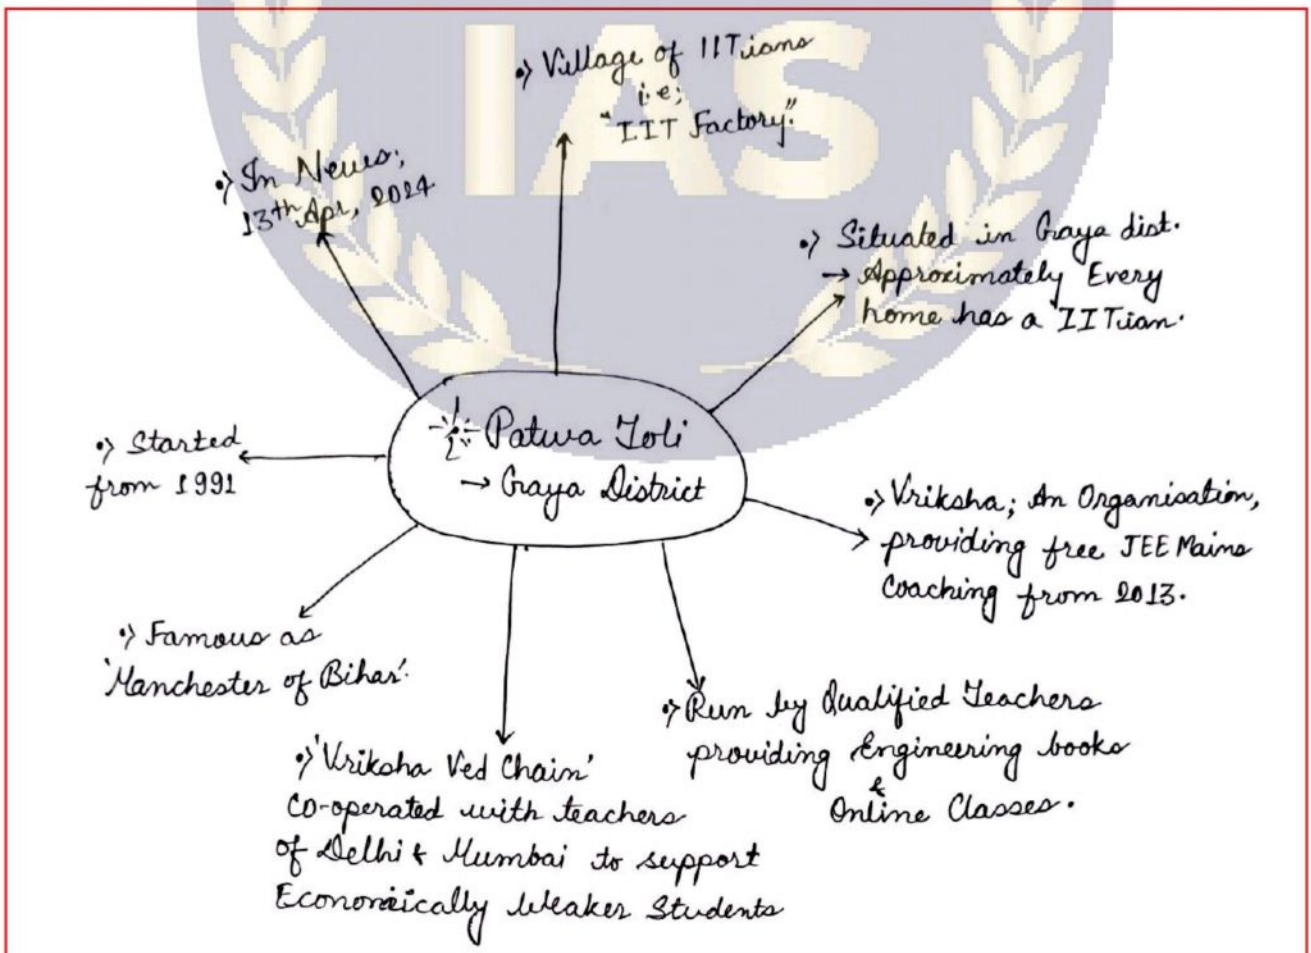 IAS
•) Village of IITians
i.e;
"IIT Factory."
•) In News;
13th Apr, 2024
•) Situated in Gaya dist.
→ Approximately Every
home has a IITian.
Patwa Toli
→ Gaya District
•) Started
from 1991
•) Vriksha; An Organisation,
providing free JEE Mains
Coaching from 2013.
•) Famous as
'Manchester of Bihar'.
•) Run by Qualified Teachers
providing Engineering books
&
Online Classes.
•) 'Vriksha Ved Chain'
Co-operated with teachers
of Delhi & Mumbai to support
Economically Weaker Students